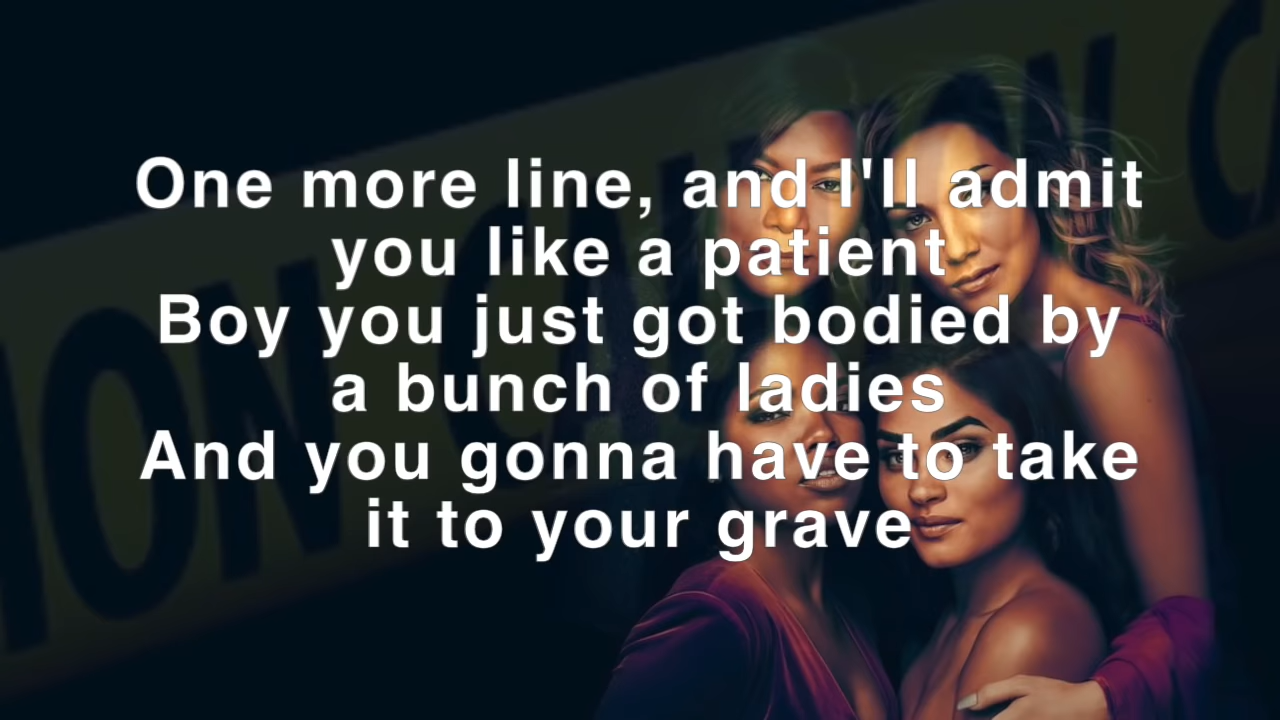 One more line, and I'll admit
you like a patient
Boy you just got bodied by
a bunch of ladies
And you gonna have to take
it to your grave